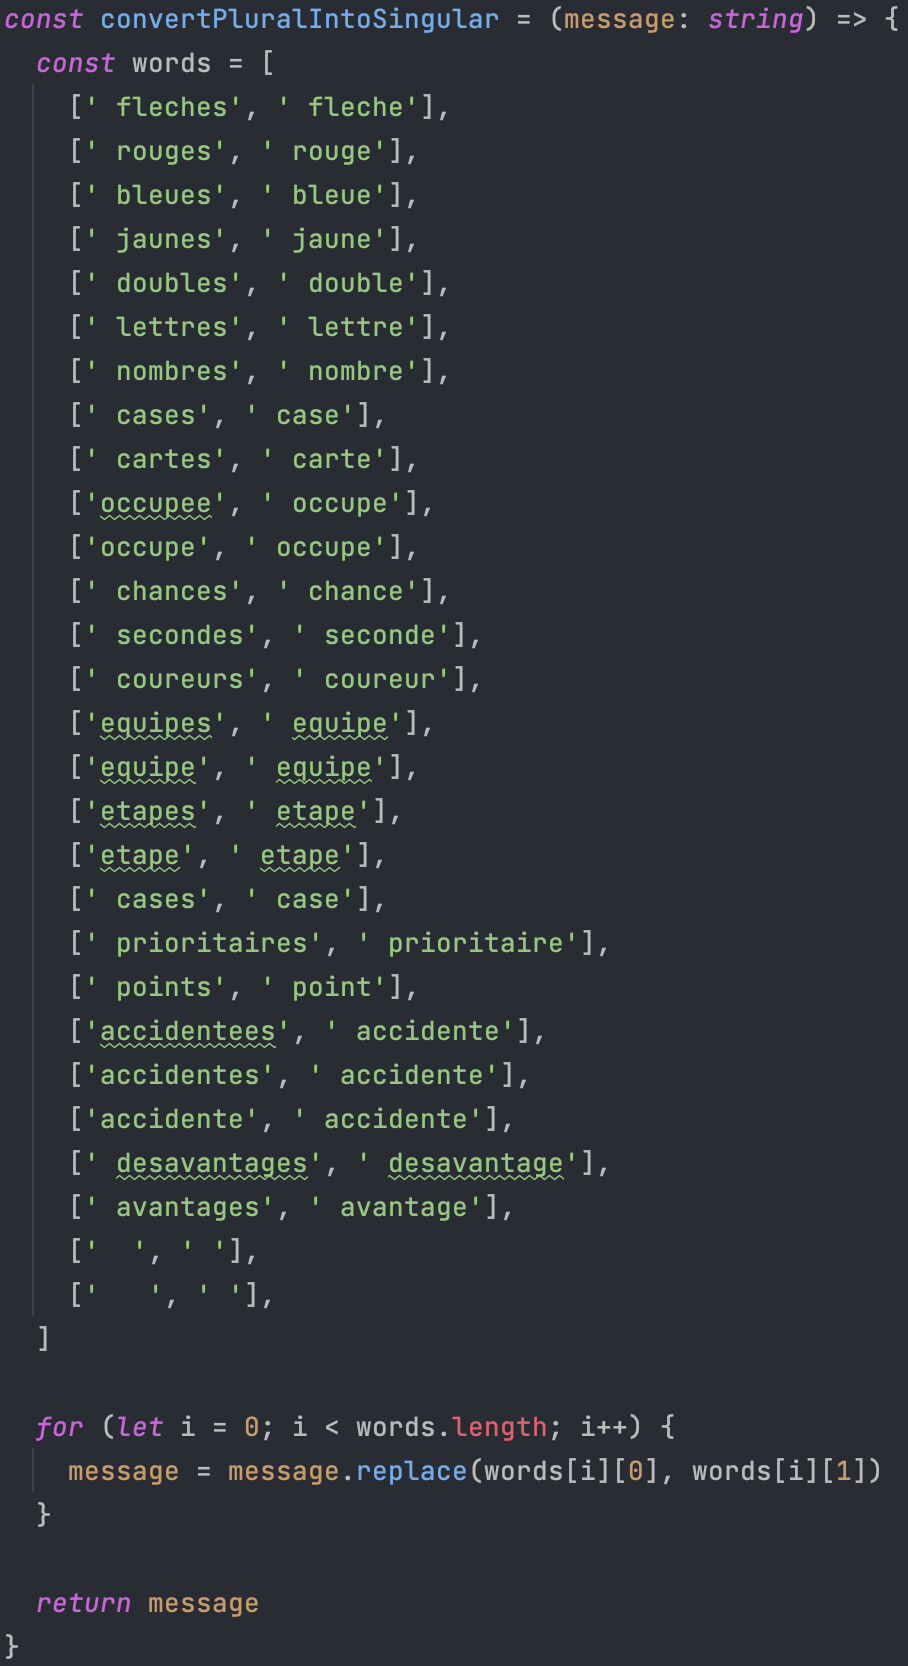 const convertPluralIntoSingular = (message: string) => {
  const words = [
    [' fleches', ' fleche'],
    [' rouges', ' rouge'],
    [' bleues', ' bleue'],
    [' jaunes', ' jaune'],
    [' doubles', ' double'],
    [' lettres', ' lettre'],
    [' nombres', ' nombre'],
    [' cases', ' case'],
    [' cartes', ' carte'],
    ['occupee', ' occupe'],
    ['occupe', ' occupe'],
    [' chances', ' chance'],
    [' secondes', ' seconde'],
    [' coureurs', ' coureur'],
    ['equipes', ' equipe'],
    ['equipe', ' equipe'],
    ['etapes', ' etape'],
    ['etape', ' etape'],
    [' cases', ' case'],
    [' prioritaires', ' prioritaire'],
    [' points', ' point'],
    ['accidentees', ' accidente'],
    ['accidentes', ' accidente'],
    ['accidente', ' accidente'],
    [' desavantages', ' desavantage'],
    [' avantages', ' avantage'],
    ['  ', ' '],
    ['   ', ' '],
  ]

  for (let i = 0; i < words.length; i++) {
    message = message.replace(words[i][0], words[i][1])
  }

  return message
}